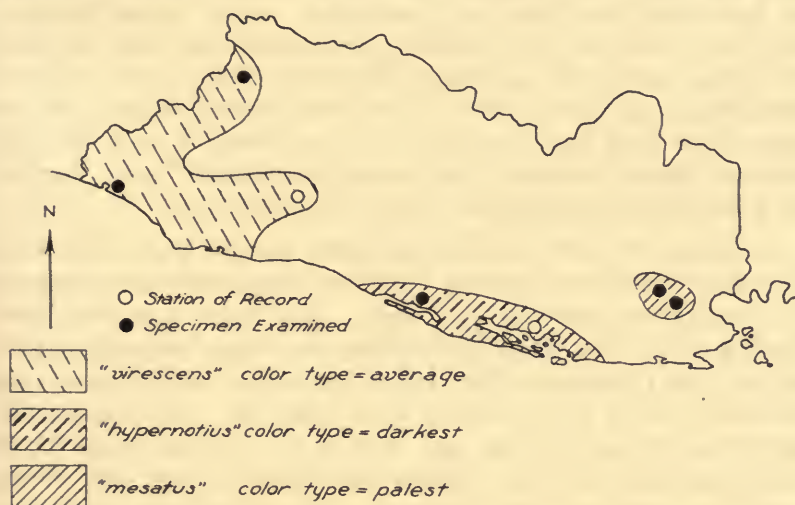 N
Station of Record
Specimen Examined
"virescens" color type = average
"hypernotius" color type = darkest
"mesatus" color type = palest